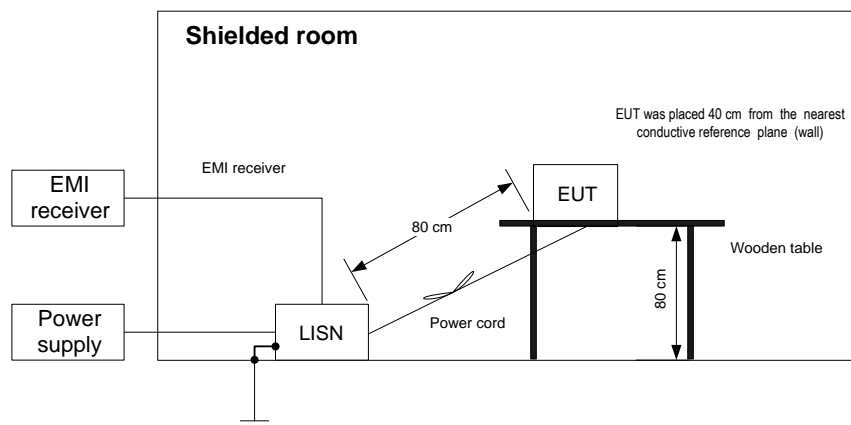 Shielded room
EUT was placed 40 cm from the nearest
conductive reference plane (wall)
EMI receiver
EMI
receiver
EUT
80 cm
Wooden table
80 cm
Power
supply
LISN
Power cord